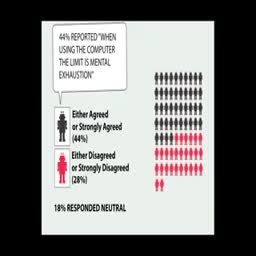 44% REPORTED "WHEN
USING THE COMPUTER
THE LIMIT IS MENTAL
EXHAUSTION"
Either Agreed
or Strongly Agreed
(44%)
Either Disagreed
or Strongly Disagreed
(28%)
18% RESPONDED NEUTRAL